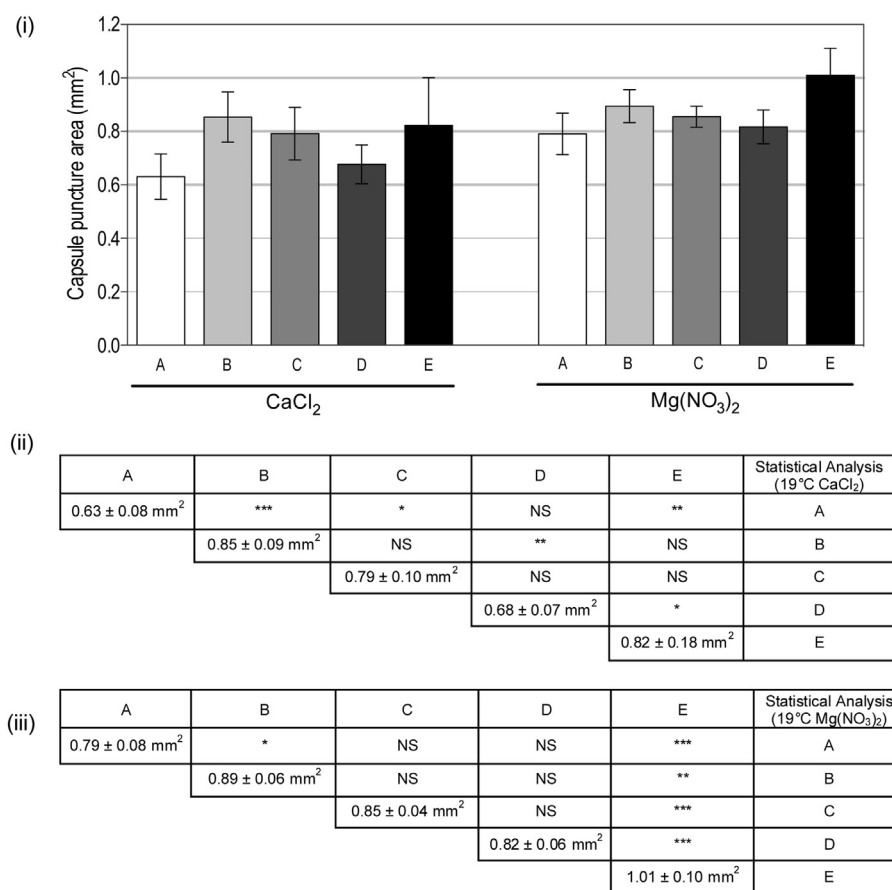 (i)
Capsule puncture area (mm²)
1.2
1.0
0.8
0.6
0.4
0.2
0.0
A B C D E A B C D E
CaCl₂ Mg(NO₃)₂
(ii)
A B C D E Statistical Analysis
(19°C CaCl₂)
0.63 ± 0.08 mm² *** * NS ** A
0.85 ± 0.09 mm² NS ** NS B
0.79 ± 0.10 mm² NS NS C
0.68 ± 0.07 mm² * D
0.82 ± 0.18 mm² E
(iii)
A B C D E Statistical Analysis
(19°C Mg(NO₃)₂)
0.79 ± 0.08 mm² * NS NS *** A
0.89 ± 0.06 mm² NS NS ** B
0.85 ± 0.04 mm² NS *** C
0.82 ± 0.06 mm² *** D
1.01 ± 0.10 mm² E